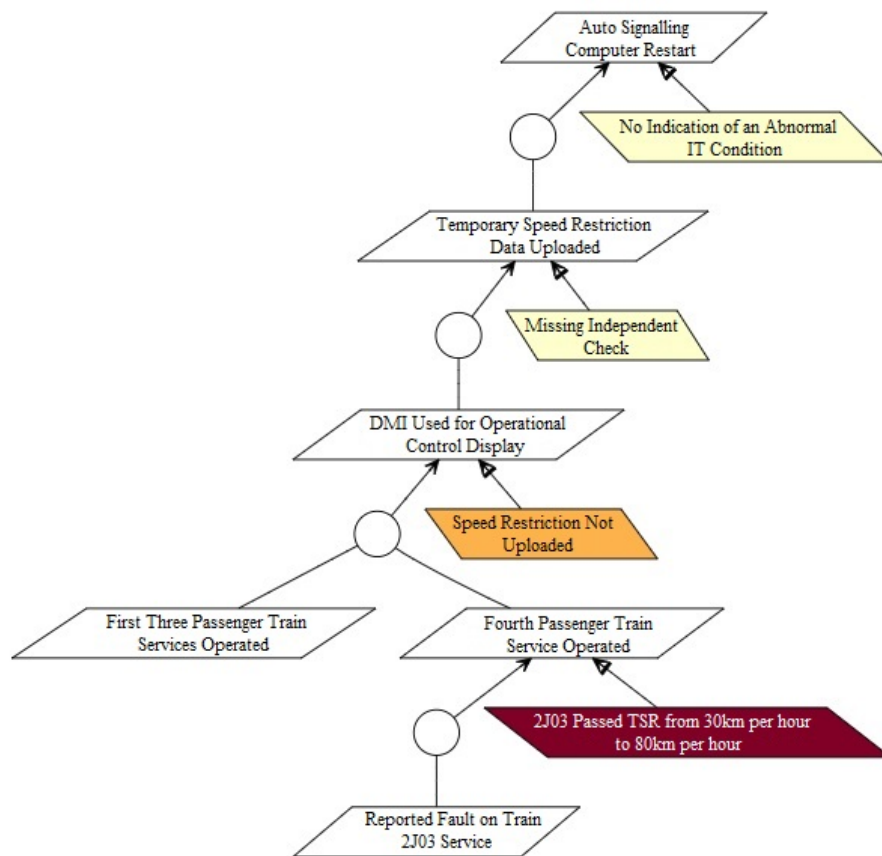 Auto Signalling
Computer Restart
No Indication of an Abnormal
IT Condition
Temporary Speed Restriction
Data Uploaded
Missing Independent
Check
DMI Used for Operational
Control Display
Speed Restriction Not
Uploaded
First Three Passenger Train
Services Operated
Fourth Passenger Train
Service Operated
2J03 Passed TSR from 30km per hour
to 80km per hour
Reported Fault on Train
2J03 Service